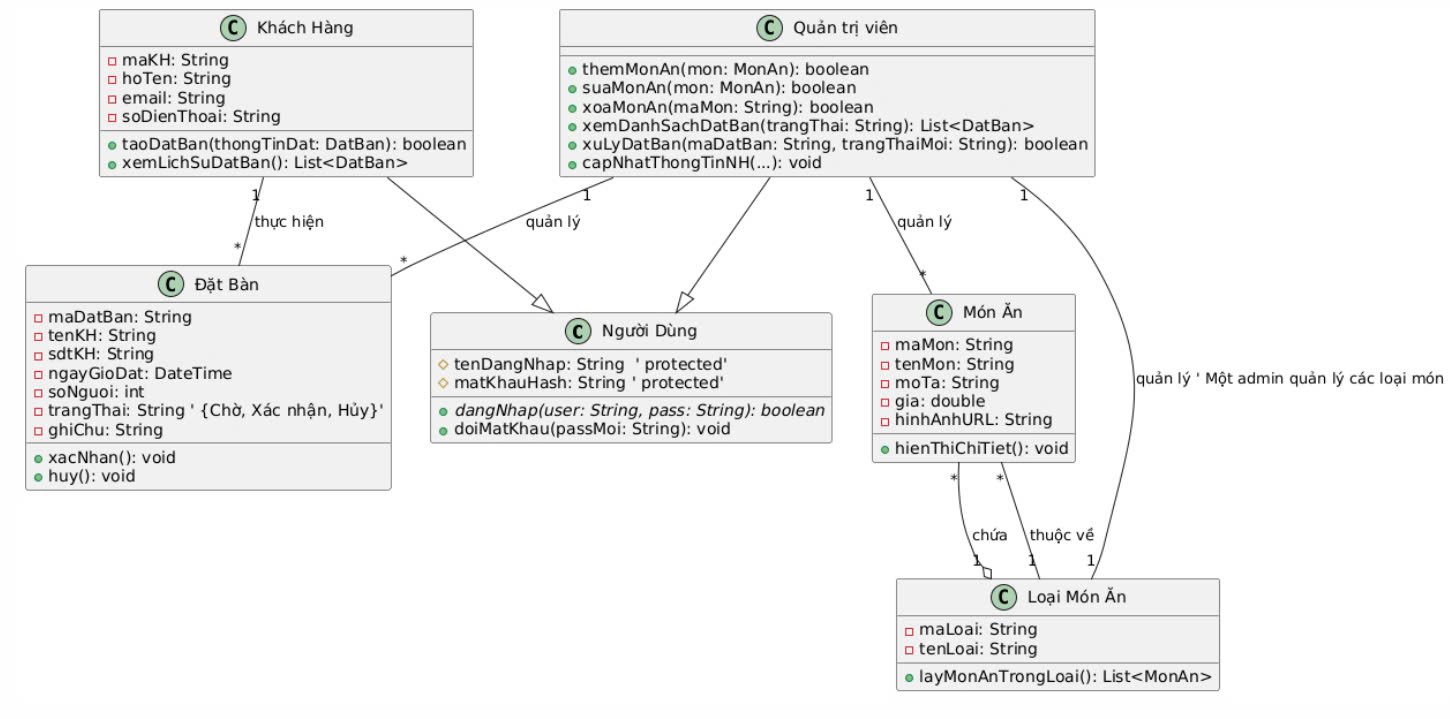 C Khách Hàng
maKH: String
hoTen: String
email: String
soDienThoai: String
taoDatBan(thongTinDat: DatBan): boolean
xemLichSuDatBan(): List<DatBan>
C Quản trị viên
themMonAn(mon: MonAn): boolean
suaMonAn(mon: MonAn): boolean
xoaMonAn(maMon: String): boolean
xemDanhSachDatBan(trangThai: String): List<DatBan>
xuLyDatBan(maDatBan: String, trangThaiMoi: String): boolean
capNhatThongTinNH(...): void
1
thực hiện
*
1
quản lý
*
1
quản lý
*
1
quản lý ' Một admin quản lý các loại món
1
C Đặt Bàn
maDatBan: String
tenKH: String
sdtKH: String
ngayGioDat: DateTime
soNguoi: int
trangThai: String ' {Chờ, Xác nhận, Hủy}'
ghiChu: String
xacNhan(): void
huy(): void
C Người Dùng
tenDangNhap: String ' protected'
matKhauHash: String ' protected'
dangNhap(user: String, pass: String): boolean
doiMatKhau(passMoi: String): void
C Món Ăn
maMon: String
tenMon: String
moTa: String
gia: double
hinhAnhURL: String
hienThiChiTiet(): void
*
chứa
1
*
thuộc về
1
C Loại Món Ăn
maLoai: String
tenLoai: String
layMonAnTrongLoai(): List<MonAn>